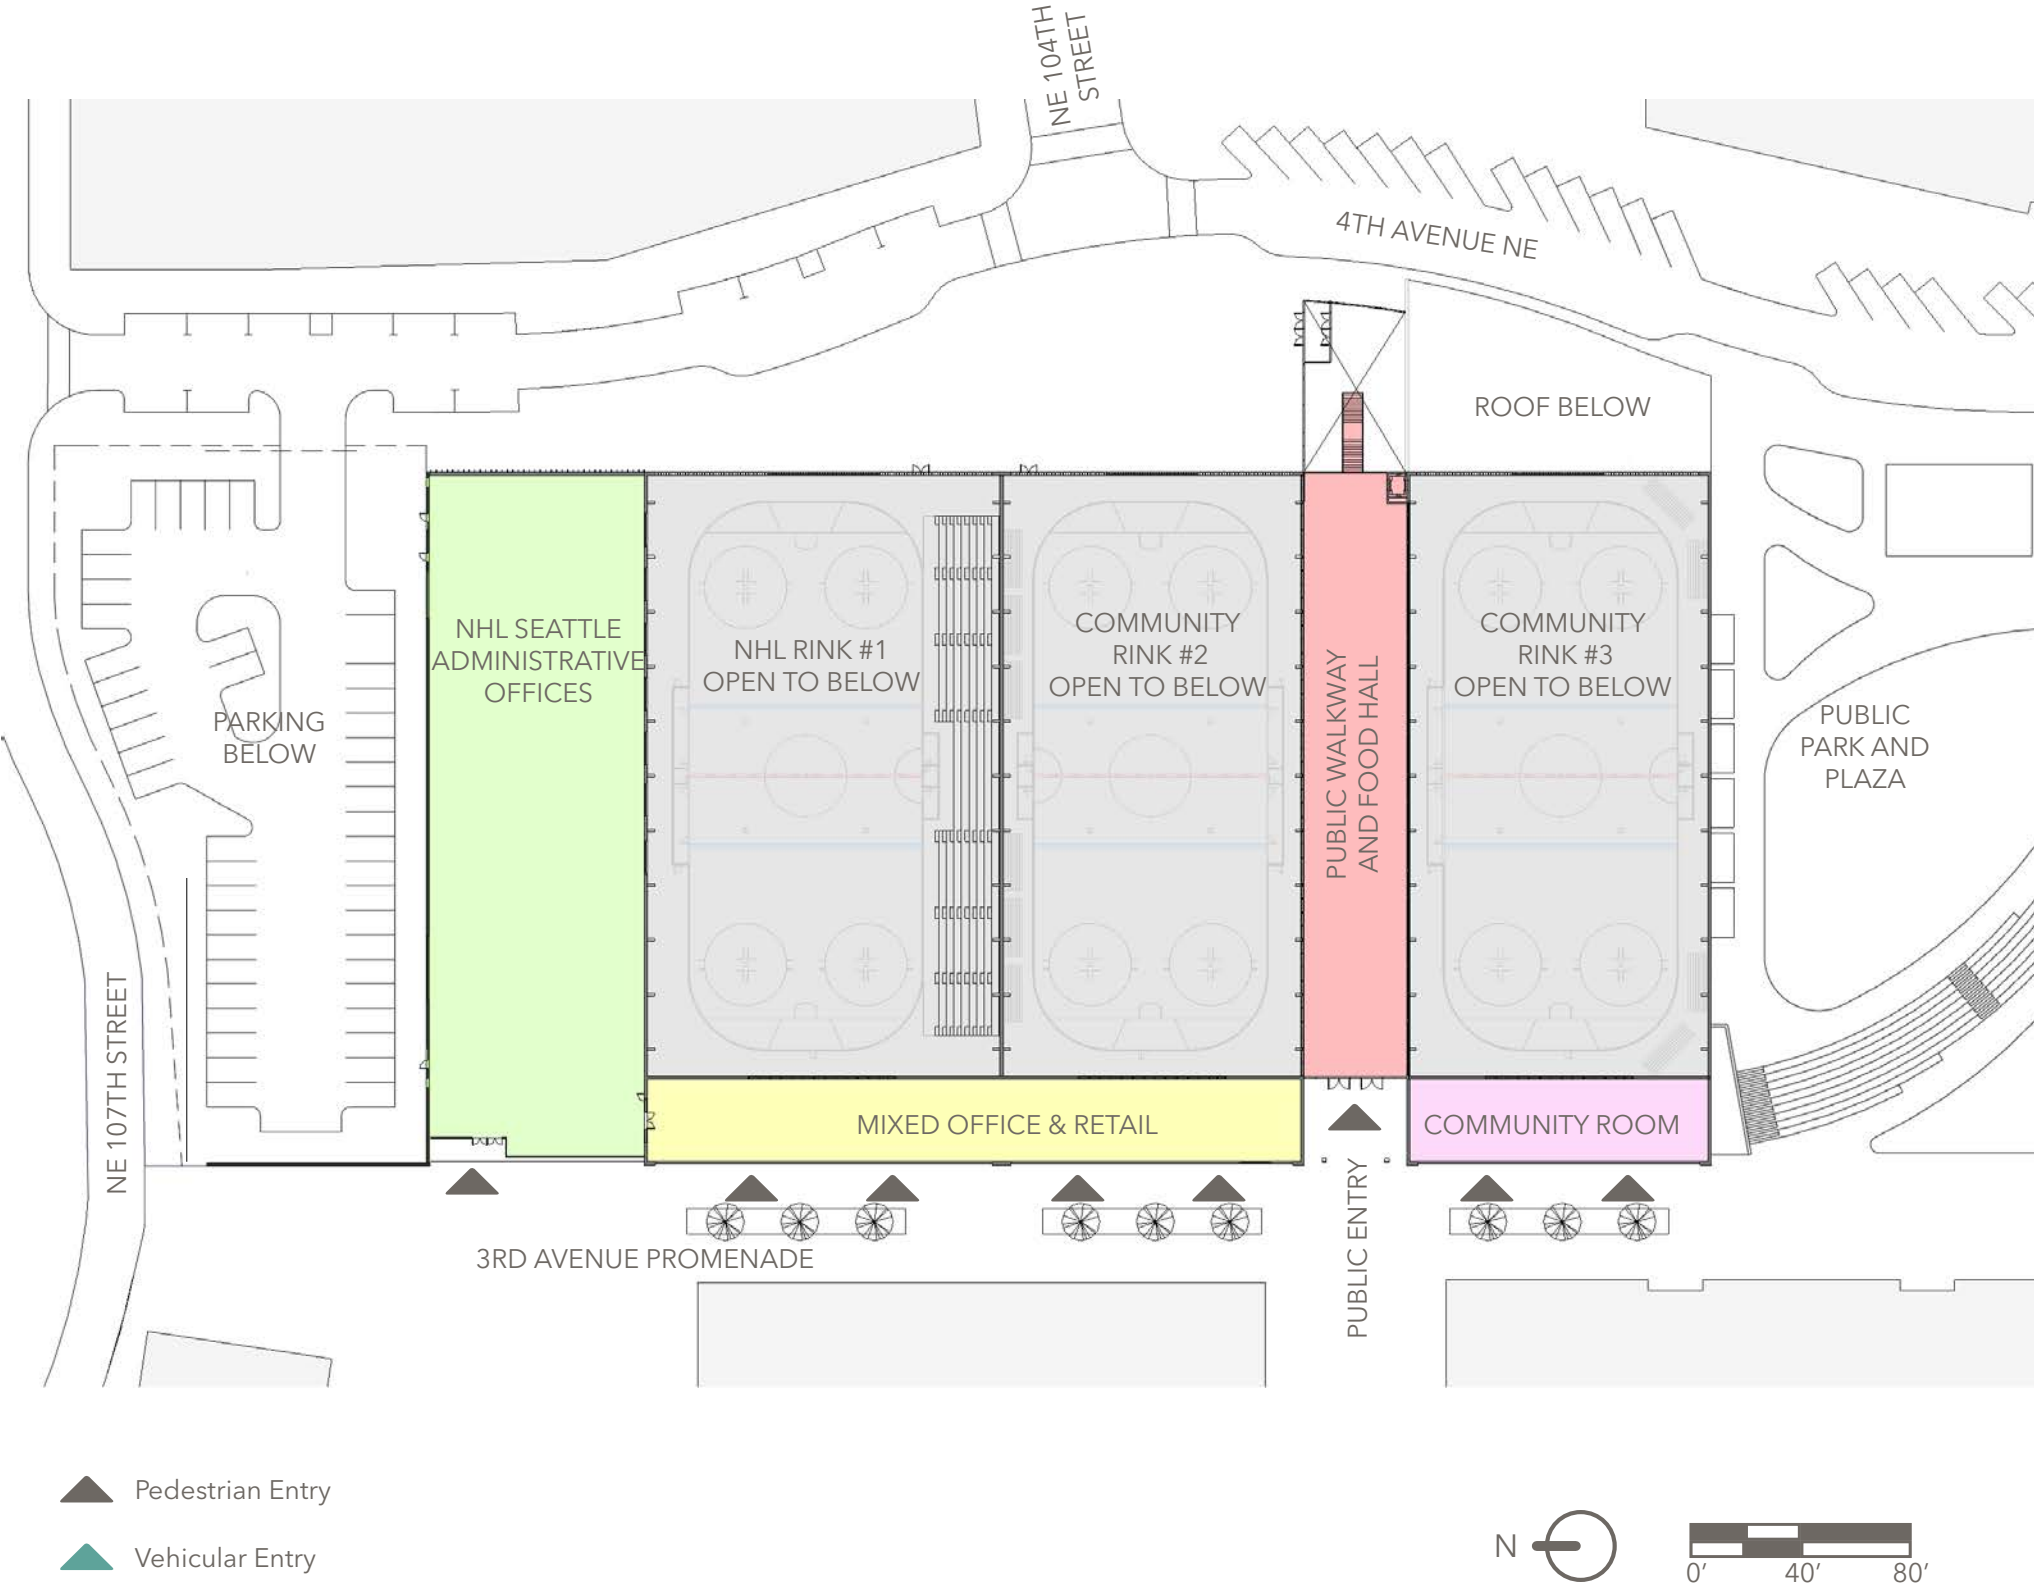 NE 104TH
STREET
4TH AVENUE NE
ROOF BELOW
NHL SEATTLE
ADMINISTRATIVE
OFFICES
NHL RINK #1
OPEN TO BELOW
COMMUNITY
RINK #2
OPEN TO BELOW
PUBLIC WALKWAY
AND FOOD HALL
COMMUNITY
RINK #3
OPEN TO BELOW
PARKING
BELOW
PUBLIC
PARK AND
PLAZA
NE 107TH STREET
MIXED OFFICE & RETAIL
COMMUNITY ROOM
PUBLIC ENTRY
3RD AVENUE PROMENADE
Pedestrian Entry
Vehicular Entry
N
0' 40' 80'